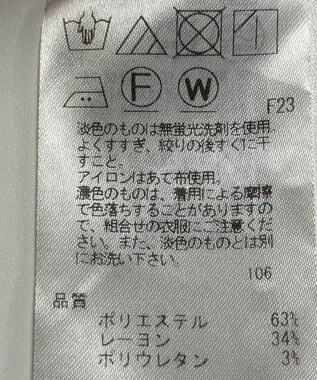 F W
F23
淡色のものは無蛍光洗剤を使用。
よくすすぎ、絞りの後すぐに干
すこと。
アイロンはあて布使用。
濃色のものは、着用による摩擦
で色落ちすることがありますの
で、組合せの衣服にご注意くだ
さい。また、淡色のものとは別
にお洗い下さい。
106
品質
ポリエステル 63%
レーヨン 34%
ポリウレタン 3%